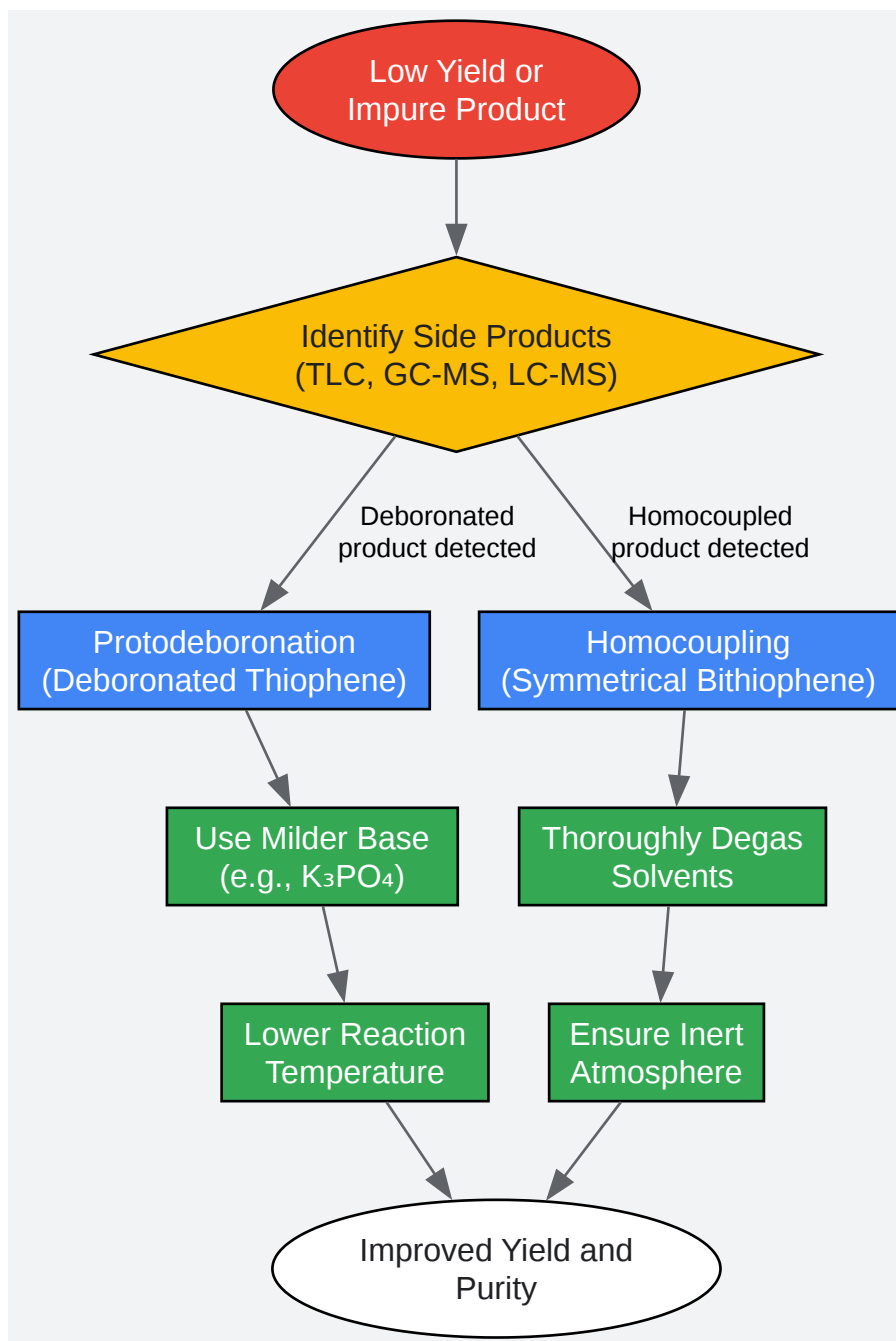 Low Yield or
Impure Product
Identify Side Products
(TLC, GC-MS, LC-MS)
Deboronated
product detected
Homocoupled
product detected
Protodeboronation
(Deboronated Thiophene)
Homocoupling
(Symmetrical Bithiophene)
Use Milder Base
(e.g., K₃PO₄)
Thoroughly Degas
Solvents
Lower Reaction
Temperature
Ensure Inert
Atmosphere
Improved Yield and
Purity